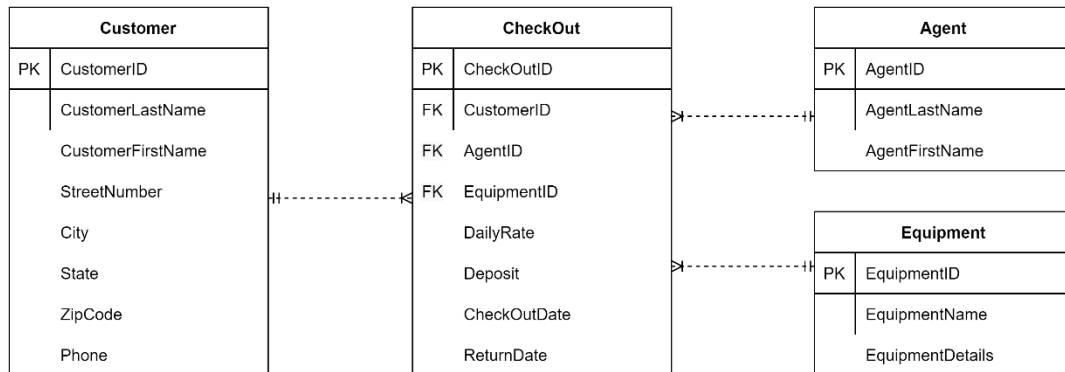 Customer
PK CustomerID
CustomerLastName
CustomerFirstName
StreetNumber
City
State
ZipCode
Phone
CheckOut
PK CheckOutID
FK CustomerID
FK AgentID
FK EquipmentID
DailyRate
Deposit
CheckOutDate
ReturnDate
Agent
PK AgentID
AgentLastName
AgentFirstName
Equipment
PK EquipmentID
EquipmentName
EquipmentDetails